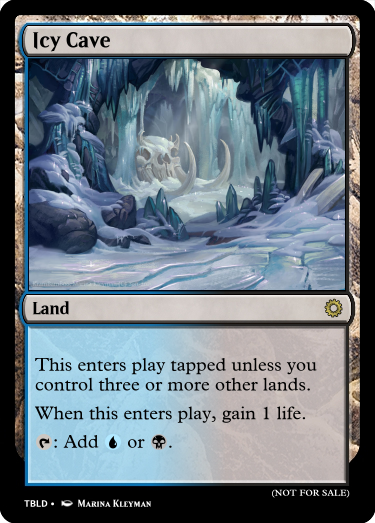 Icy Cave
Land
This enters play tapped unless you
control three or more other lands.
When this enters play, gain 1 life.
: Add or .
(NOT FOR SALE)
TBLD • Marina Kleyman